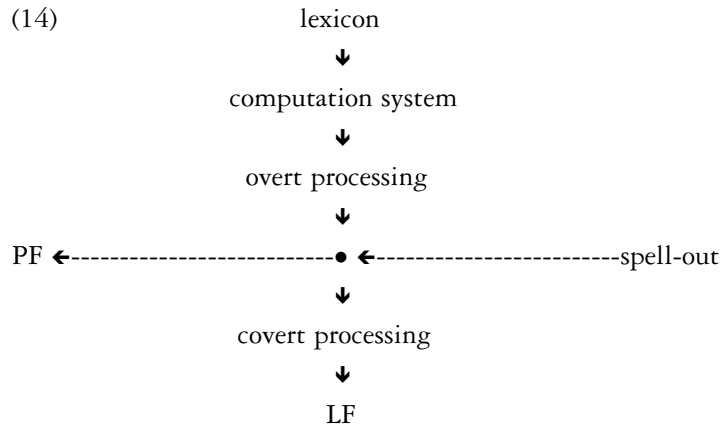 (14) lexicon
computation system
overt processing
PF ←----------------------● ←----------------------spell-out
covert processing
LF